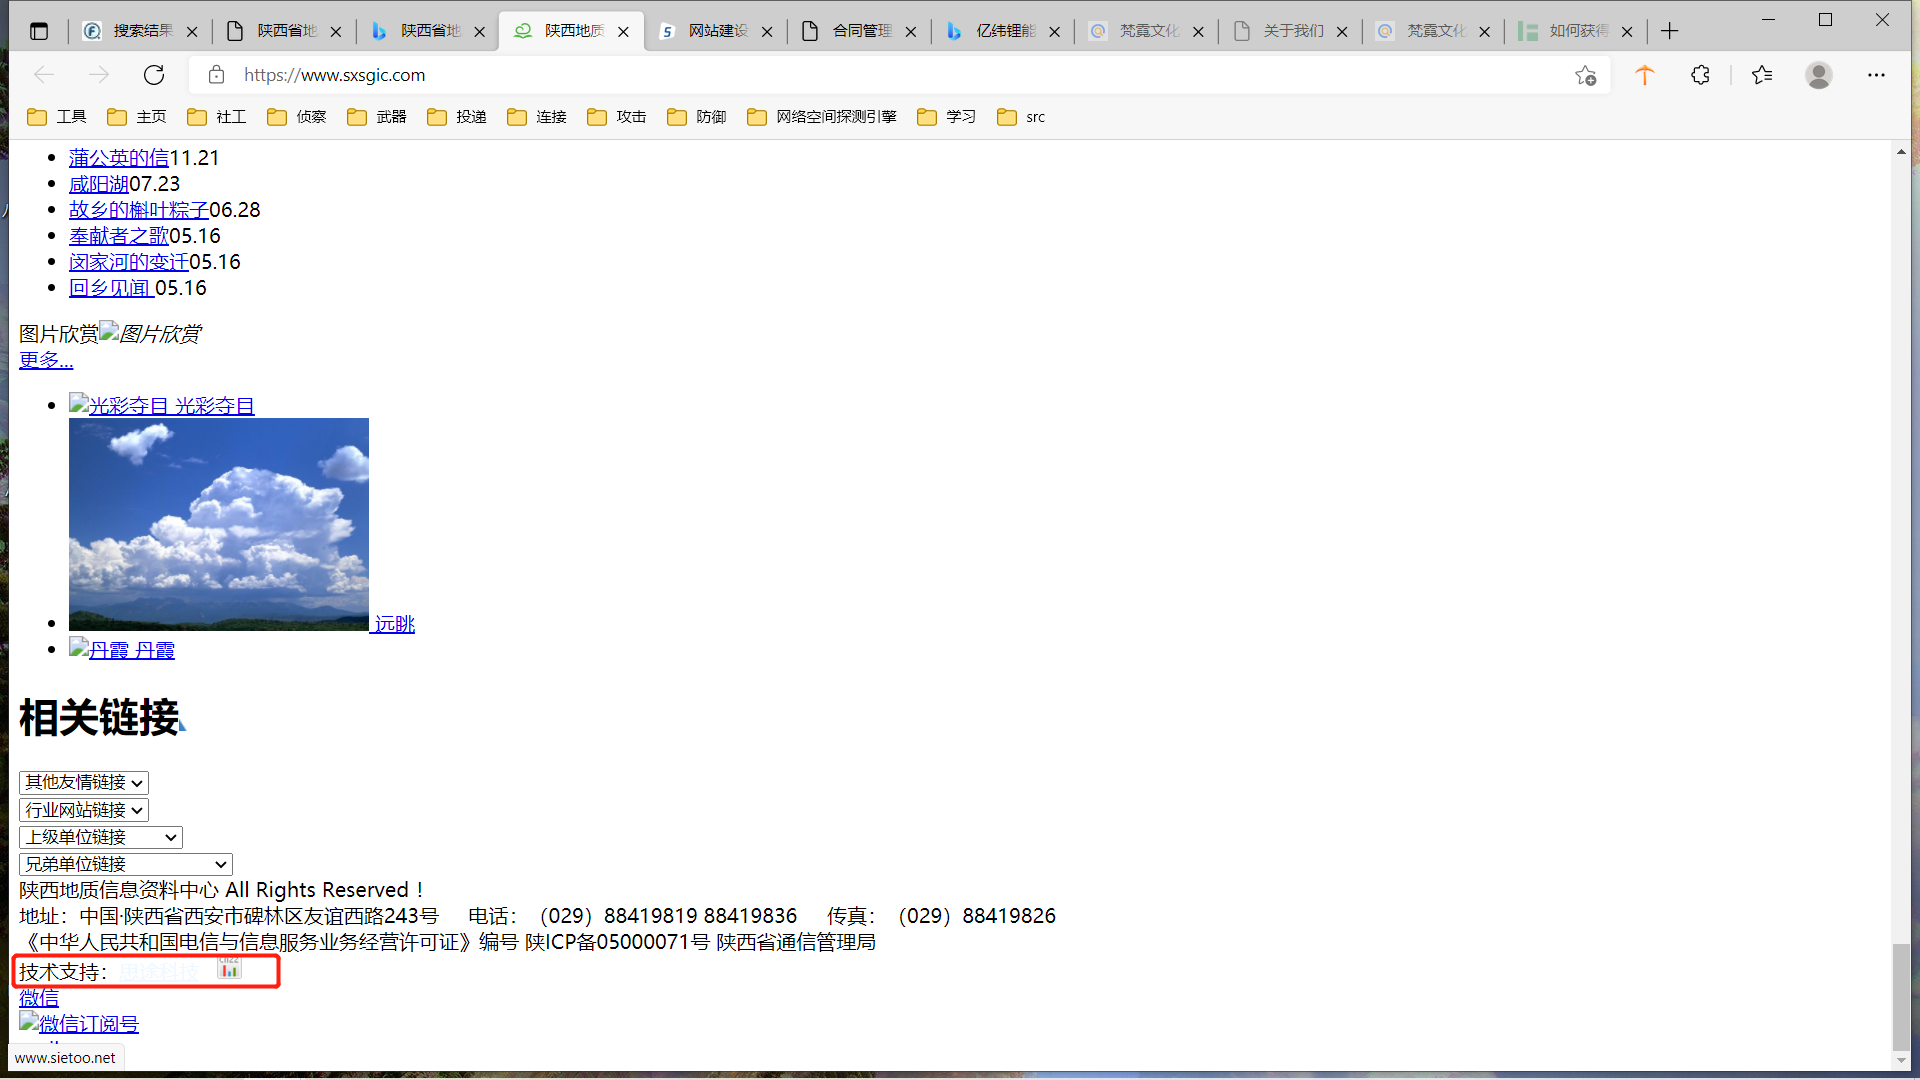 搜索结果
陕西省地
陕西省地
陕西地质
网站建设
合同管理
亿纬锂能
梵霓文化
关于我们
梵霓文化
如何获得
https://www.sxsgic.com
工具 主页 社工 侦察 武器 投递 连接 攻击 防御 网络空间探测引擎 学习 src
蒲公英的信11.21
咸阳湖07.23
故乡的槲叶粽子06.28
奉献者之歌05.16
闵家河的变迁05.16
回乡见闻 05.16
图片欣赏图片欣赏
更多...
光彩夺目 光彩夺目
远眺
丹霞 丹霞
相关链接
其他友情链接
行业网站链接
上级单位链接
兄弟单位链接
陕西地质信息资料中心 All Rights Reserved！
地址：中国·陕西省西安市碑林区友谊西路243号 电话：（029）88419819 88419836 传真：（029）88419826
《中华人民共和国电信与信息服务业务经营许可证》编号 陕ICP备05000071号 陕西省通信管理局
技术支持：思途科技
微信
微信订阅号
www.sietoo.net